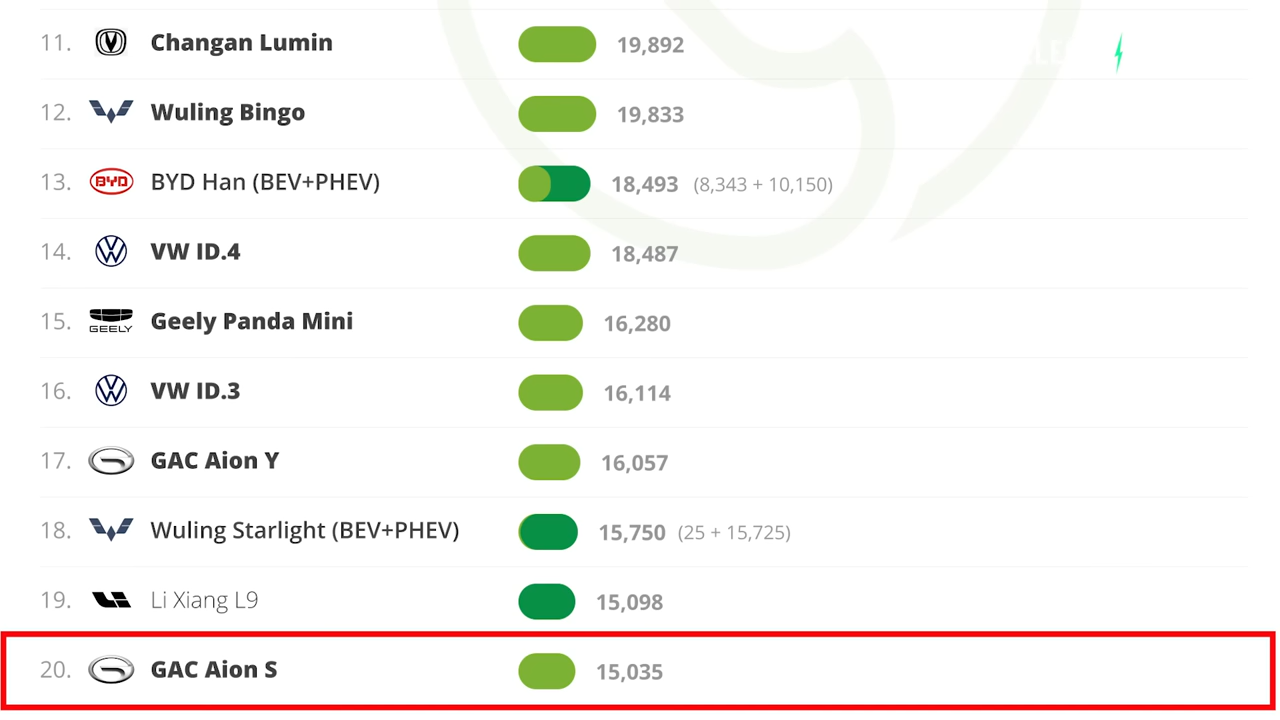 11. Changan Lumin 19,892
12. Wuling Bingo 19,833
13. BYD BYD Han (BEV+PHEV) 18,493 (8,343 + 10,150)
14. VW ID.4 18,487
15. GEELY Geely Panda Mini 16,280
16. VW ID.3 16,114
17. GAC Aion Y 16,057
18. Wuling Starlight (BEV+PHEV) 15,750 (25 + 15,725)
19. Li Xiang L9 15,098
20. GAC Aion S 15,035